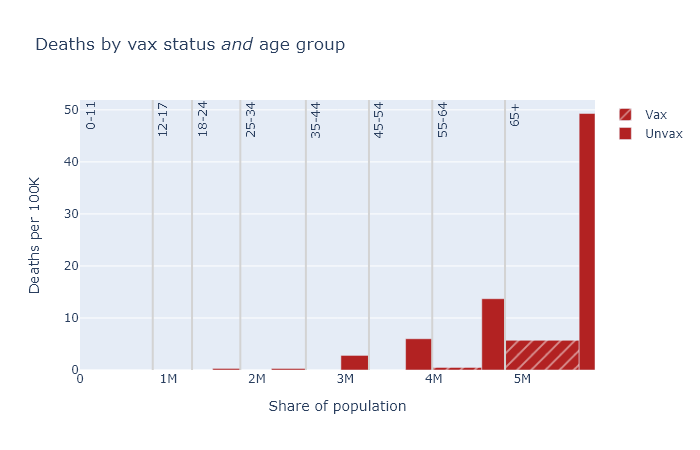 Deaths by vax status and age group
0-11
12-17
18-24
25-34
35-44
45-54
55-64
65+
Vax
Unvax
50
40
30
20
10
0
Deaths per 100K
0
1M
2M
3M
4M
5M
Share of population